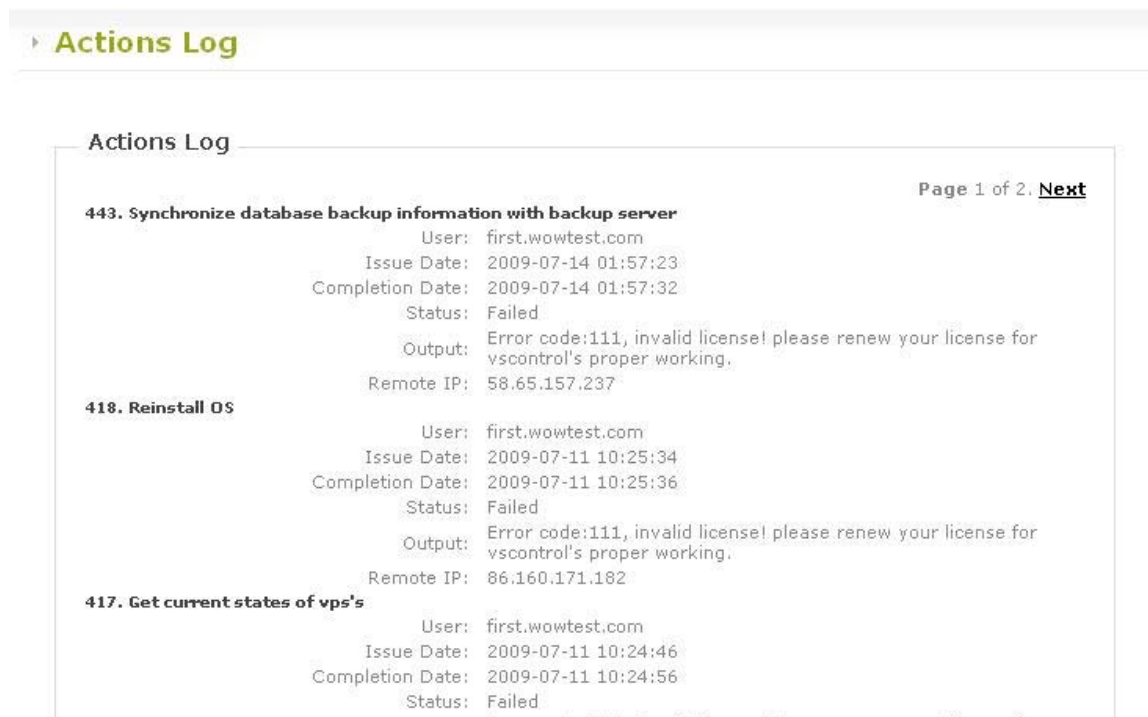 Actions Log
Actions Log
Page 1 of 2. Next
443. Synchronize database backup information with backup server
User: first.wowtest.com
Issue Date: 2009-07-14 01:57:23
Completion Date: 2009-07-14 01:57:32
Status: Failed
Output: Error code:111, invalid license! please renew your license for
vscontrol's proper working.
Remote IP: 58.65.157.237
418. Reinstall OS
User: first.wowtest.com
Issue Date: 2009-07-11 10:25:34
Completion Date: 2009-07-11 10:25:36
Status: Failed
Output: Error code:111, invalid license! please renew your license for
vscontrol's proper working.
Remote IP: 86.160.171.182
417. Get current states of vps's
User: first.wowtest.com
Issue Date: 2009-07-11 10:24:46
Completion Date: 2009-07-11 10:24:56
Status: Failed